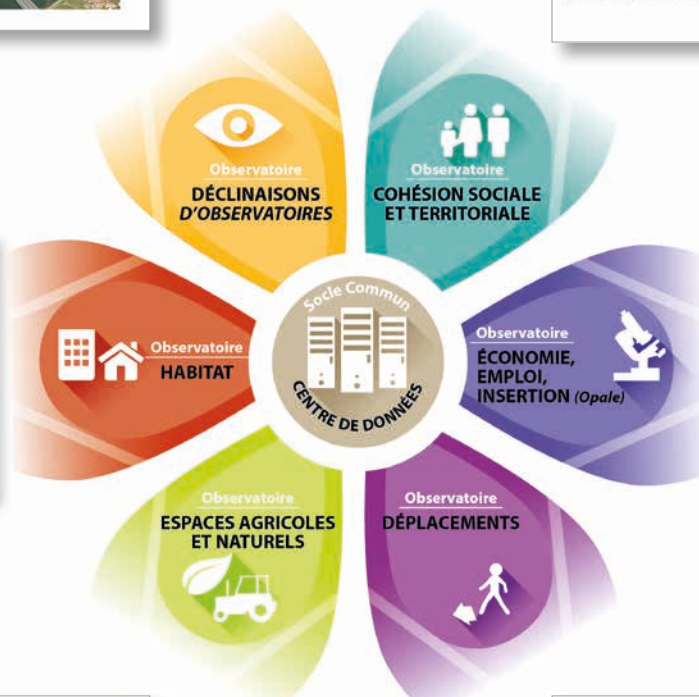 Observatoire
DÉCLINAISONS
D'OBSERVATOIRES
Observatoire
COHÉSION SOCIALE
ET TERRITORIALE
Observatoire
HABITAT
Socle Commun
CENTRE DE DONNÉES
Observatoire
ÉCONOMIE,
EMPLOI,
INSERTION (Opale)
Observatoire
ESPACES AGRICOLES
ET NATURELS
Observatoire
DÉPLACEMENTS